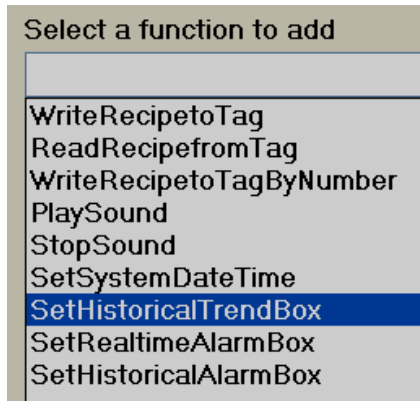 Select a function to add
WriteRecipetoTag
ReadRecipefromTag
WriteRecipetoTagByNumber
PlaySound
StopSound
SetSystemDateTime
SetHistoricalTrendBox
SetRealtimeAlarmBox
SetHistoricalAlarmBox